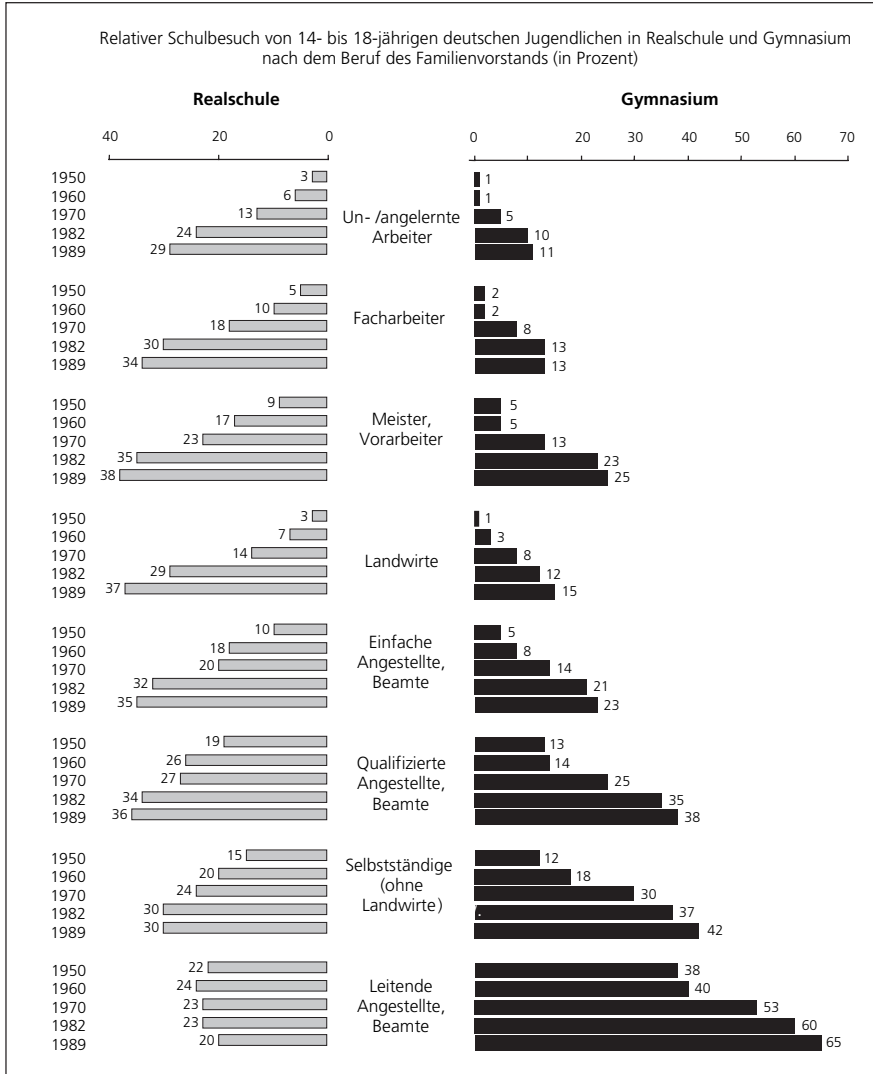 Relativer Schulbesuch von 14- bis 18-jährigen deutschen Jugendlichen in Realschule und Gymnasium
nach dem Beruf des Familienvorstands (in Prozent)
Realschule Gymnasium
40 20 0 0 10 20 30 40 50 60 70
1950 3 1
1960 6 1
1970 13 Un- /angelernte 5
1982 24 Arbeiter 10
1989 29 11
1950 5 2
1960 10 2
1970 18 Facharbeiter 8
1982 30 13
1989 34 13
1950 9 5
1960 17 Meister, 5
1970 23 Vorarbeiter 13
1982 35 23
1989 38 25
1950 3 1
1960 7 3
1970 14 Landwirte 8
1982 29 12
1989 37 15
1950 10 Einfache 5
1960 18 Angestellte, 8
1970 20 Beamte 14
1982 32 21
1989 35 23
1950 19 13
1960 26 Qualifizierte 14
1970 27 Angestellte, 25
1982 34 Beamte 35
1989 36 38
1950 15 Selbstständige 12
1960 20 (ohne 18
1970 24 Landwirte) 30
1982 30 37
1989 30 42
1950 22 Leitende 38
1960 24 Angestellte, 40
1970 23 Beamte 53
1982 23 60
1989 20 65